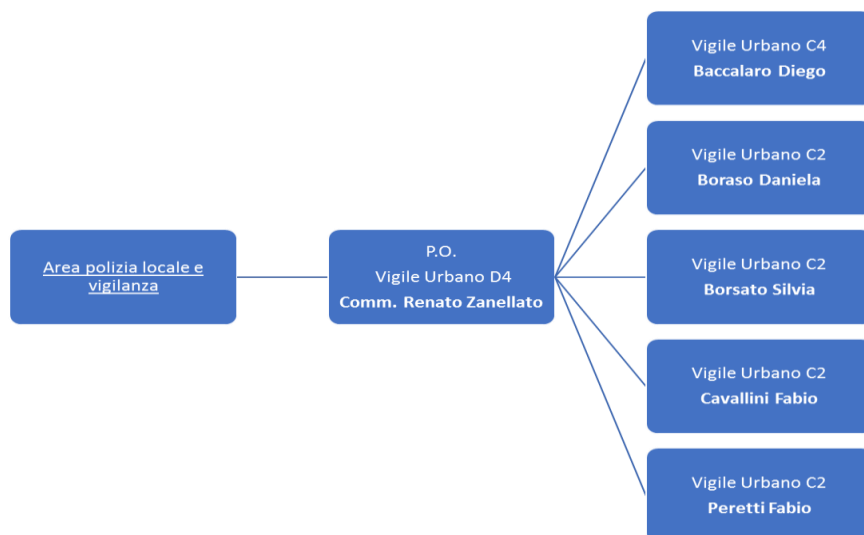 Area polizia locale e
vigilanza
P.O.
Vigile Urbano D4
Comm. Renato Zanellato
Vigile Urbano C4
Baccalaro Diego
Vigile Urbano C2
Boraso Daniela
Vigile Urbano C2
Borsato Silvia
Vigile Urbano C2
Cavallini Fabio
Vigile Urbano C2
Peretti Fabio